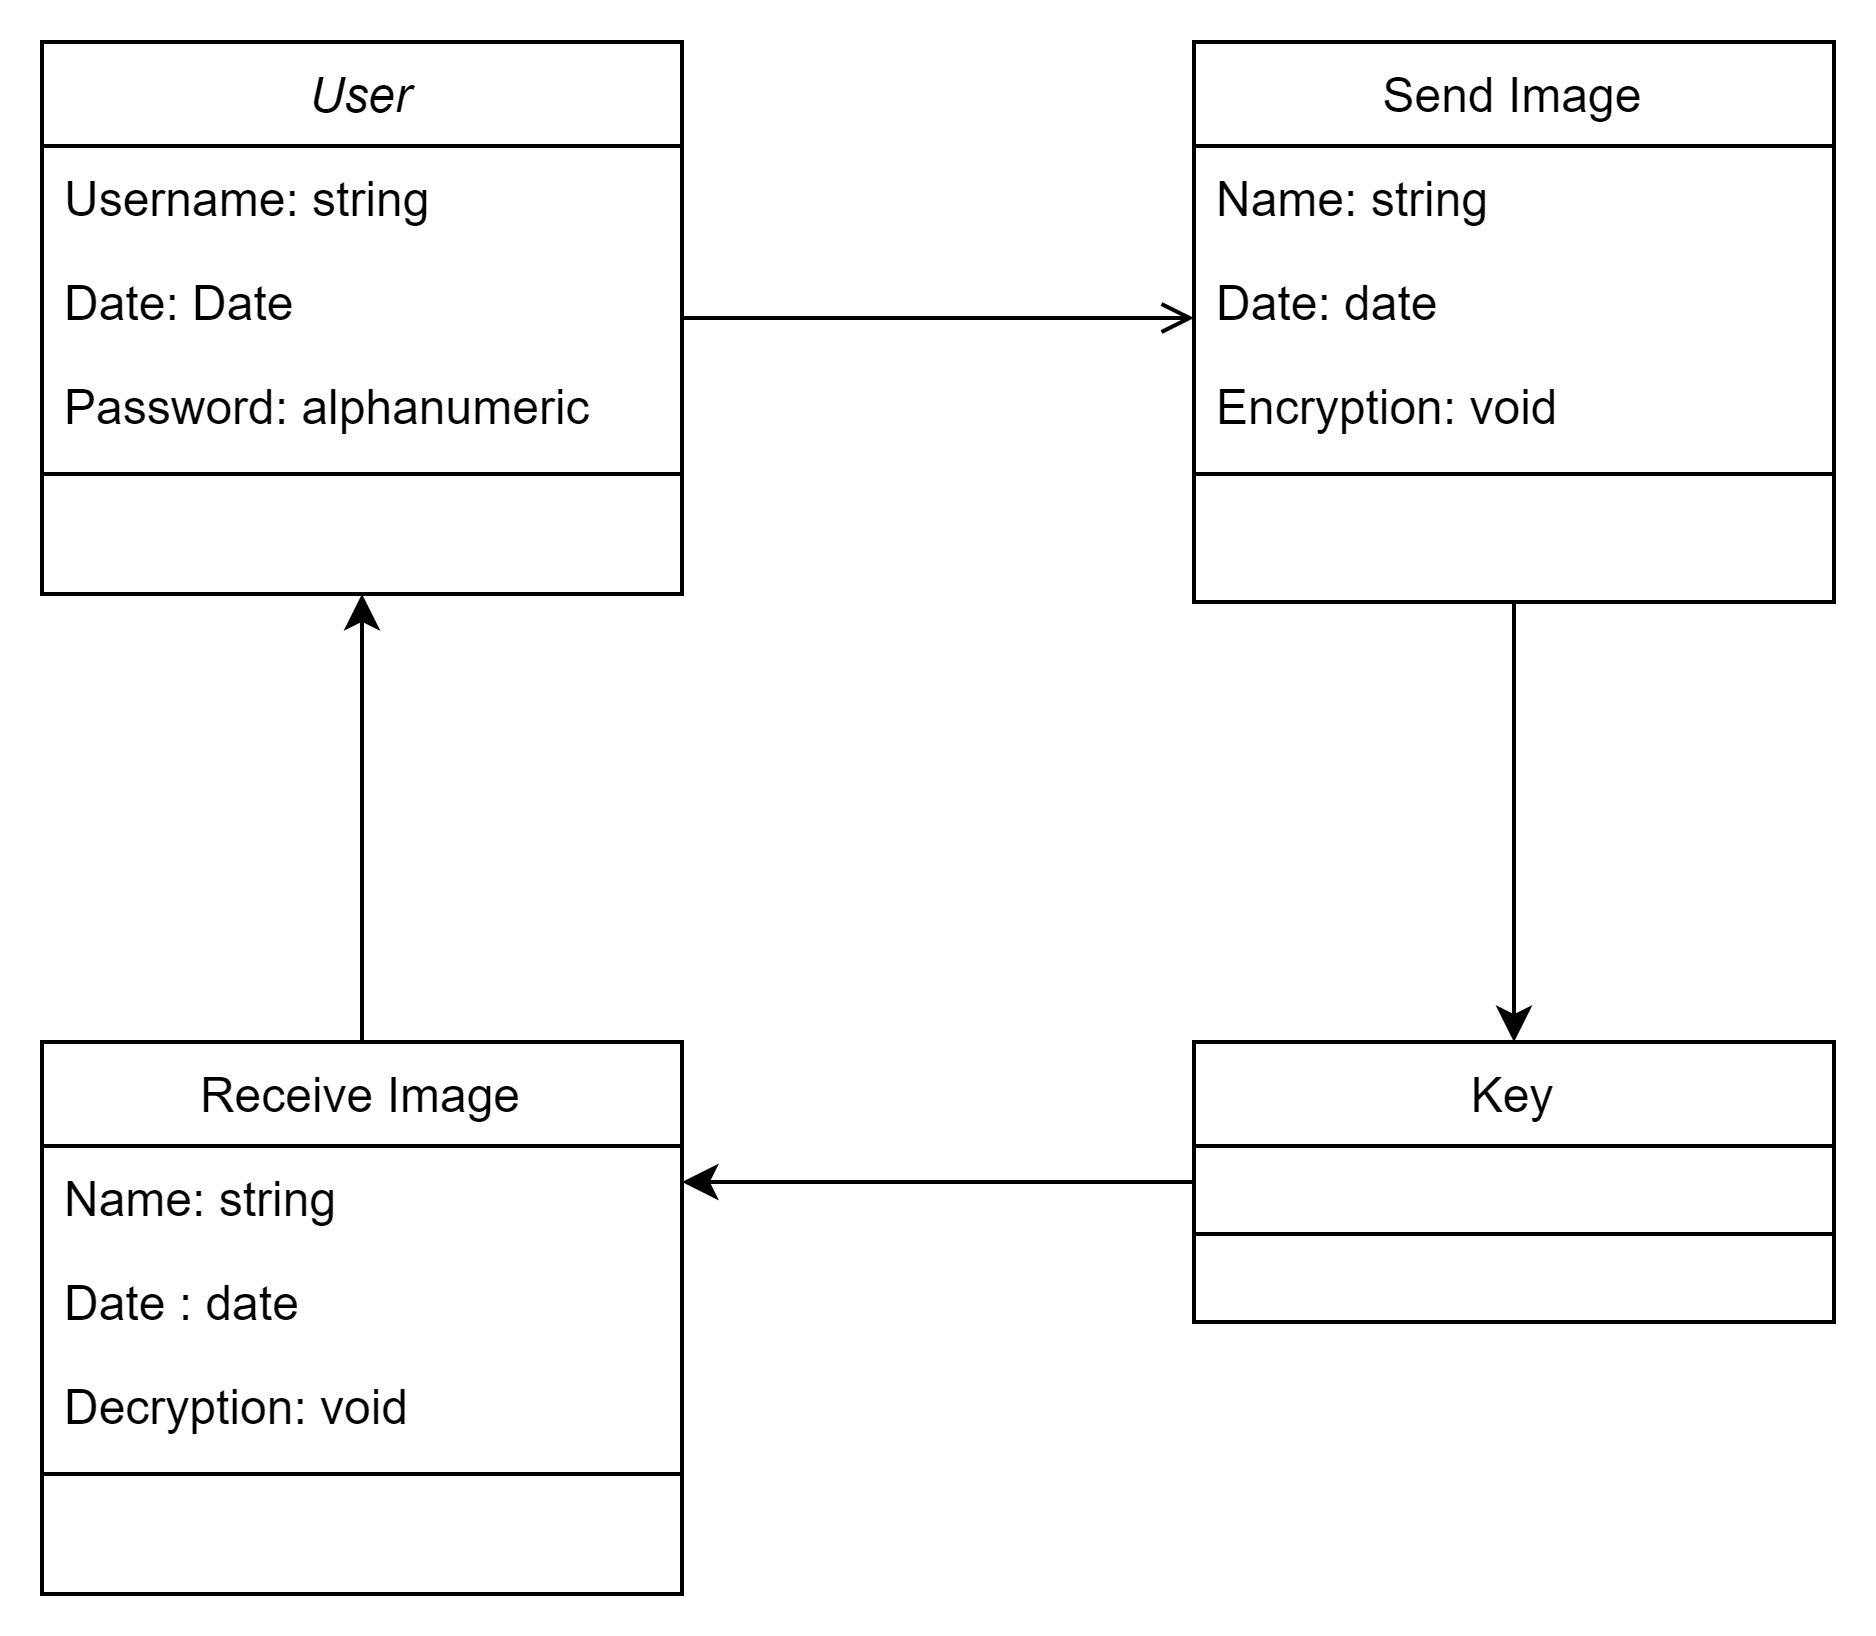 User
Username: string
Date: Date
Password: alphanumeric
Send Image
Name: string
Date: date
Encryption: void
Receive Image
Name: string
Date : date
Decryption: void
Key